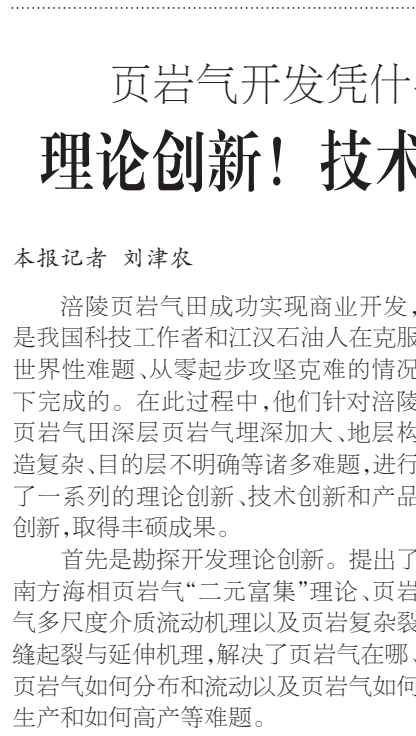 页岩气开发凭什
理论创新！技术
本报记者 刘津农
涪陵页岩气田成功实现商业开发，
是我国科技工作者和江汉石油人在克服
世界性难题、从零起步攻坚克难的情况
下完成的。在此过程中，他们针对涪陵
页岩气田深层页岩气埋深加大、地层构
造复杂、目的层不明确等诸多难题，进行
了一系列的理论创新、技术创新和产品
创新，取得丰硕成果。
首先是勘探开发理论创新。提出了
南方海相页岩气“二元富集”理论、页岩
气多尺度介质流动机理以及页岩复杂裂
缝起裂与延伸机理，解决了页岩气在哪、
页岩气如何分布和流动以及页岩气如何
生产和如何高产等难题。